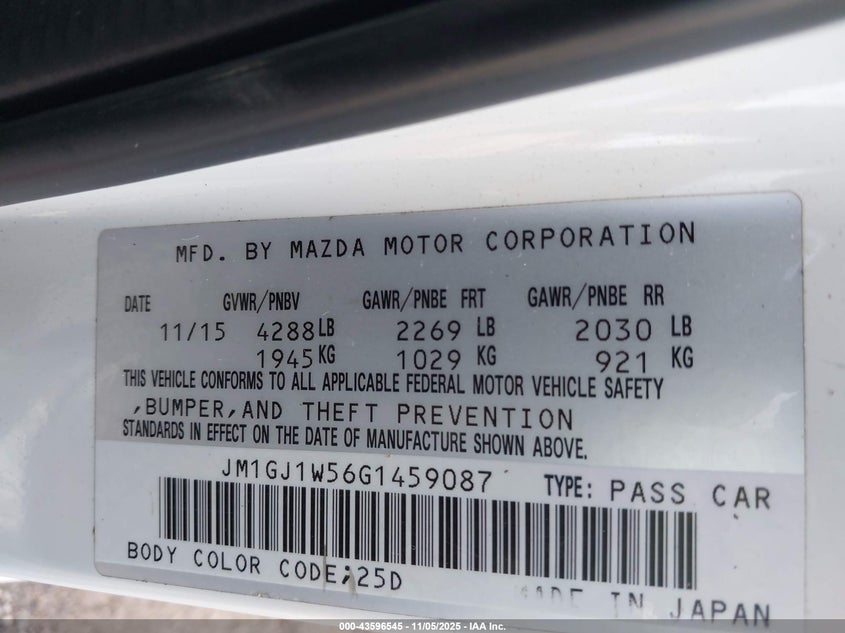 MFD. BY MAZDA MOTOR CORPORATION
DATE GVWR/PNBV GAWR/PNBE FRT GAWR/PNBE RR
11/15 4288LB 2269 LB 2030 LB
1945KG 1029 KG 921 KG
THIS VEHICLE CONFORMS TO ALL APPLICABLE FEDERAL MOTOR VEHICLE SAFETY
,BUMPER,AND THEFT PREVENTION
STANDARDS IN EFFECT ON THE DATE OF MANUFACTURE SHOWN ABOVE.
JM1GJ1W56G1459087 TYPE: PASS CAR
BODY COLOR CODE;25D MADE IN JAPAN
000-43596545 - 11/05/2025 - IAA Inc.